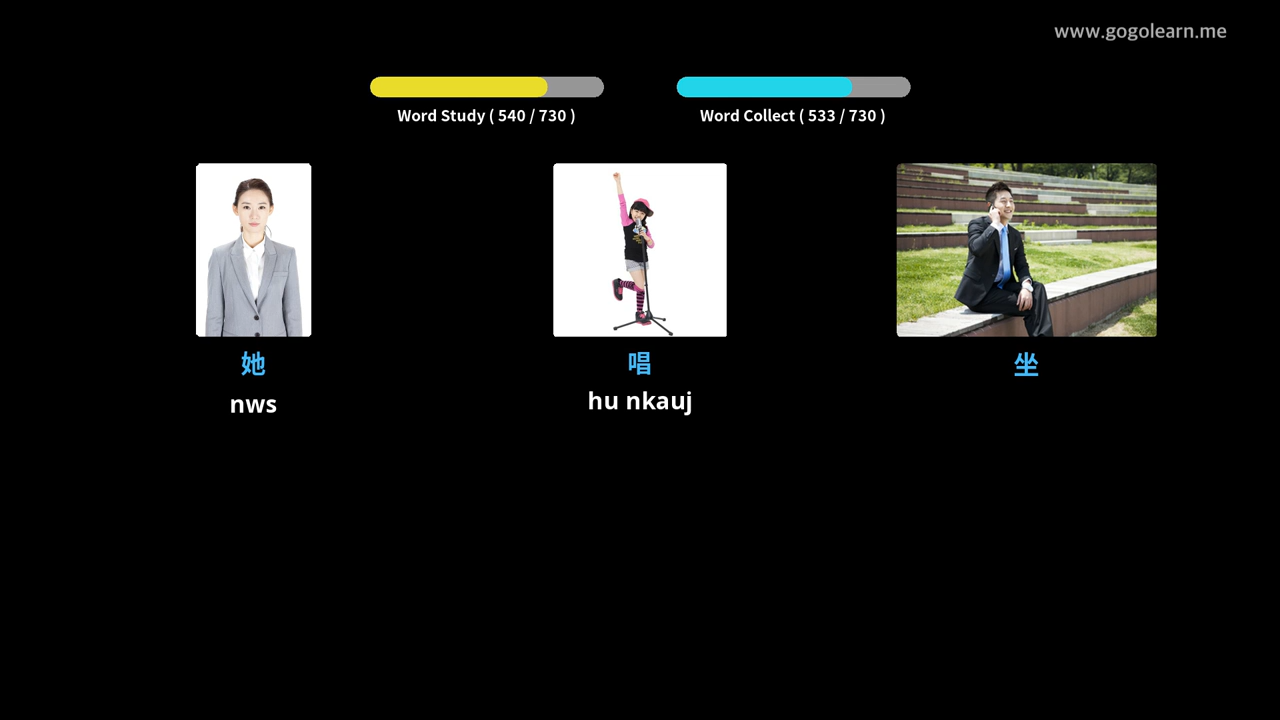 www.gogolearn.me
Word Study ( 540 / 730 )
Word Collect ( 533 / 730 )
她
唱
坐
nws
hu nkauj